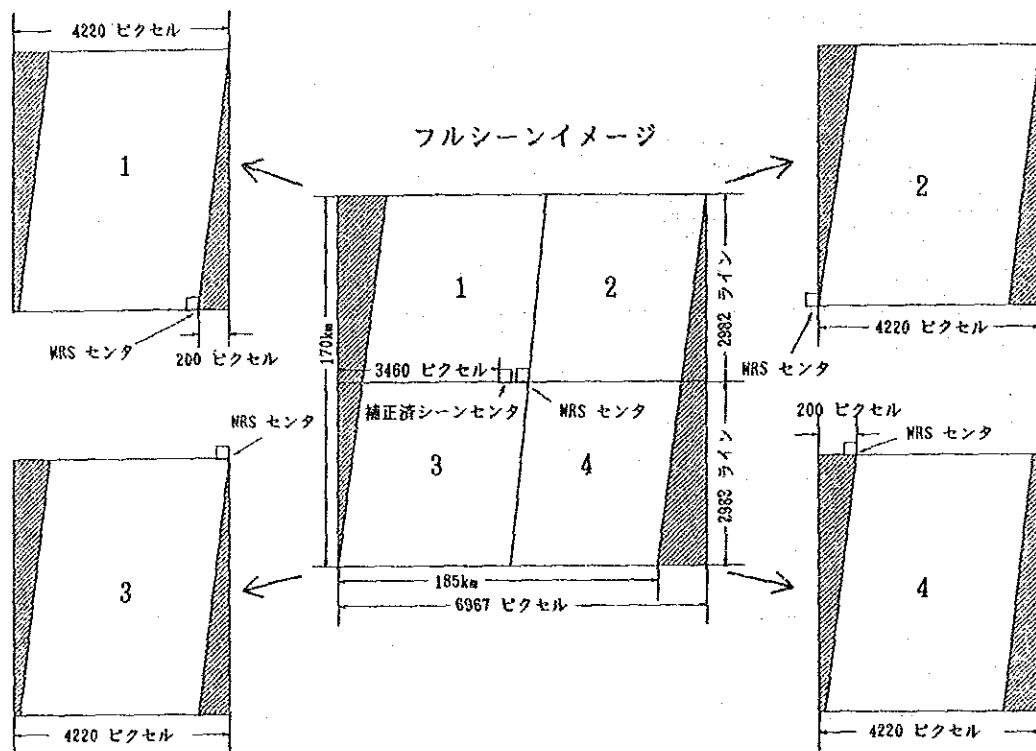 4220 ピクセル
1
WRS センタ
200 ピクセル
フルシーンイメージ
2
WRS センタ
4220 ピクセル
1
2
170km
2982 ライン
3460 ピクセル
補正済シーンセンタ
WRS センタ
3
4
2983 ライン
185km
6967 ピクセル
WRS センタ
3
4220 ピクセル
200 ピクセル
WRS センタ
4
4220 ピクセル